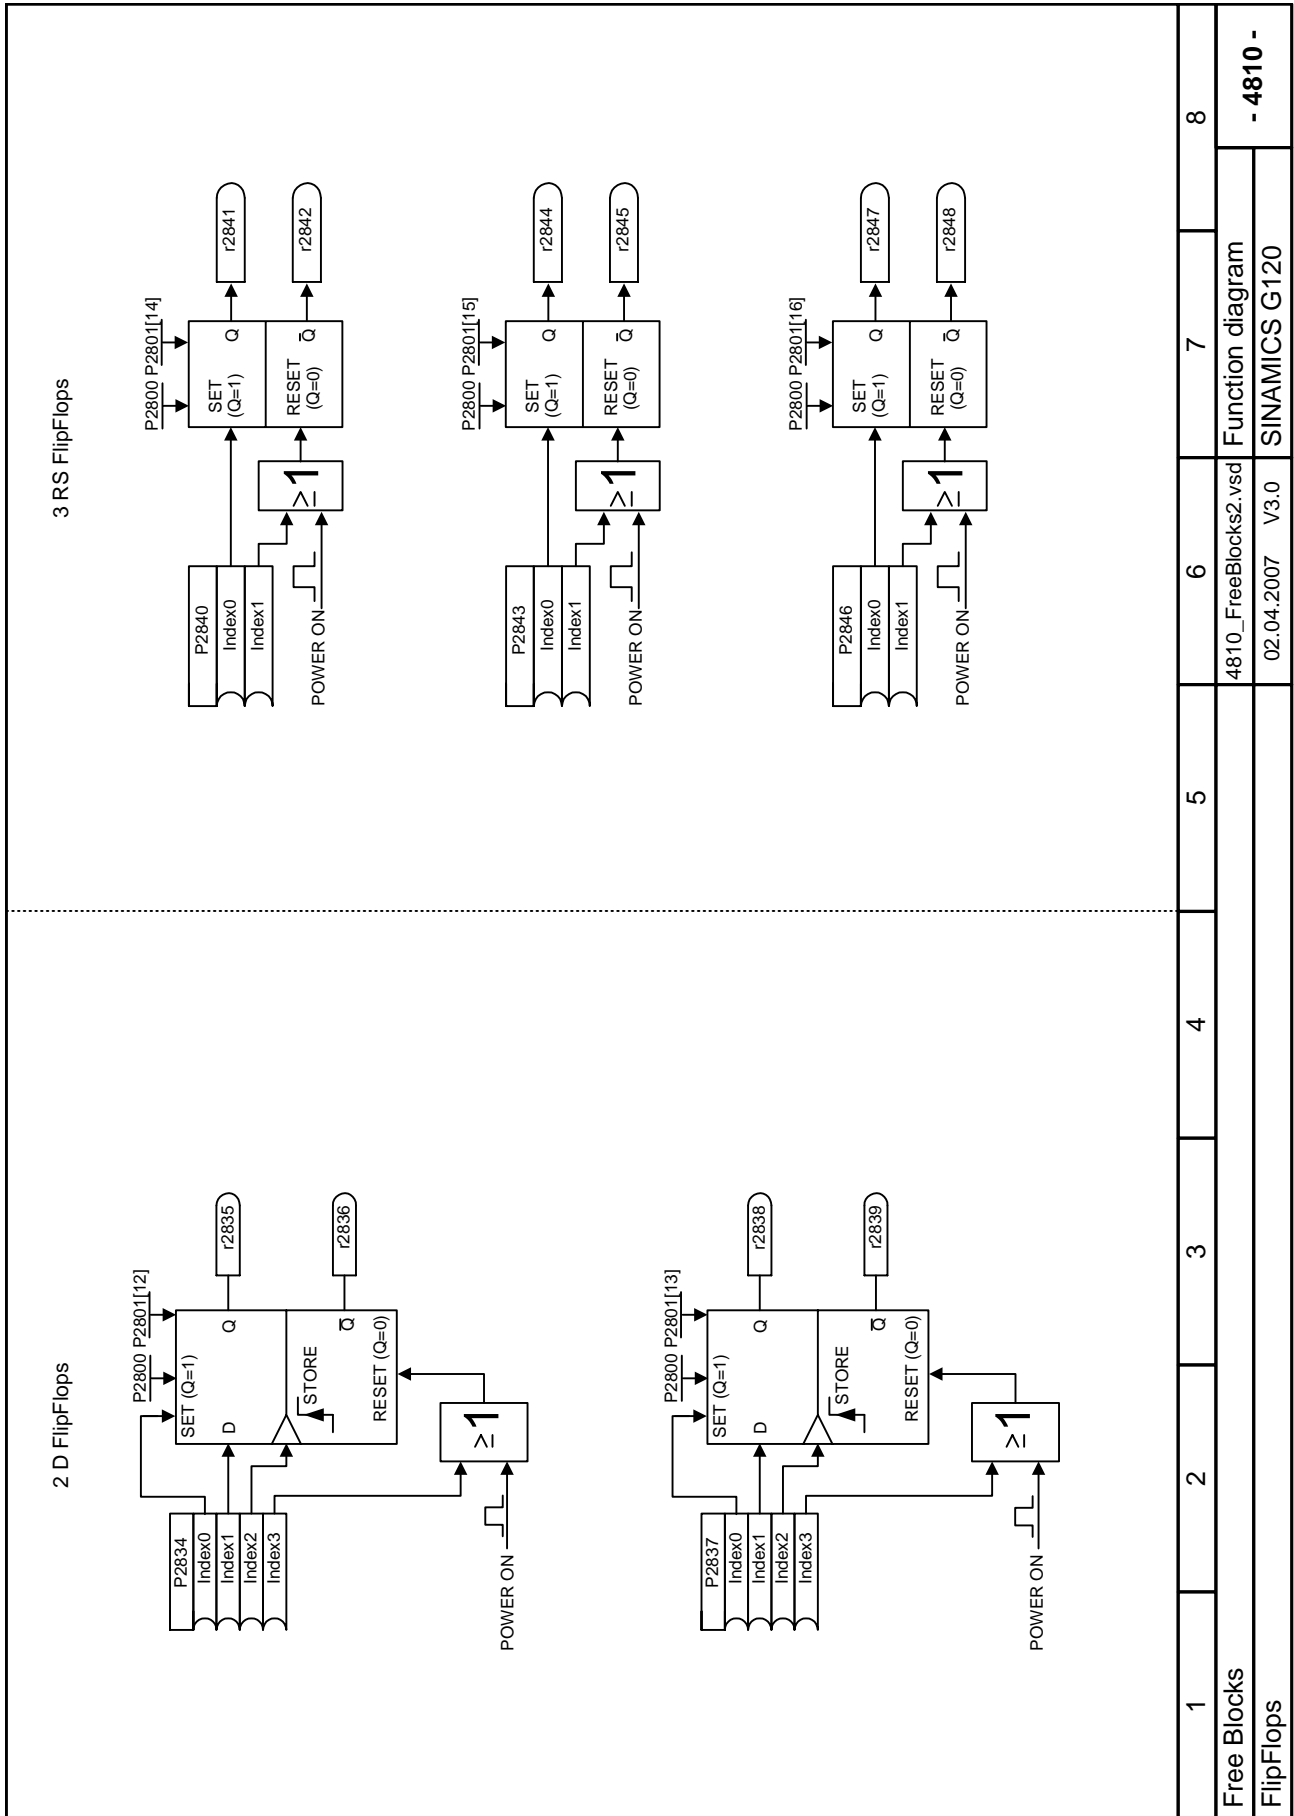 2 D FlipFlops
3 RS FlipFlops
P2800 P2801[12]
P2834
Index0
Index1
Index2
Index3
SET (Q=1)
D
Q
STORE
Q̅
RESET (Q=0)
r2835
r2836
≥1
POWER ON
P2800 P2801[13]
P2837
Index0
Index1
Index2
Index3
SET (Q=1)
D
Q
STORE
Q̅
RESET (Q=0)
r2838
r2839
≥1
POWER ON
P2800 P2801[14]
P2840
Index0
Index1
SET
(Q=1)
Q
RESET
(Q=0)
Q̅
r2841
r2842
≥1
POWER ON
P2800 P2801[15]
P2843
Index0
Index1
SET
(Q=1)
Q
RESET
(Q=0)
Q̅
r2844
r2845
≥1
POWER ON
P2800 P2801[16]
P2846
Index0
Index1
SET
(Q=1)
Q
RESET
(Q=0)
Q̅
r2847
r2848
≥1
POWER ON
1 2 3 4 5 6 7 8
Free Blocks
4810_FreeBlocks2.vsd
Function diagram
- 4810 -
FlipFlops
02.04.2007 V3.0
SINAMICS G120